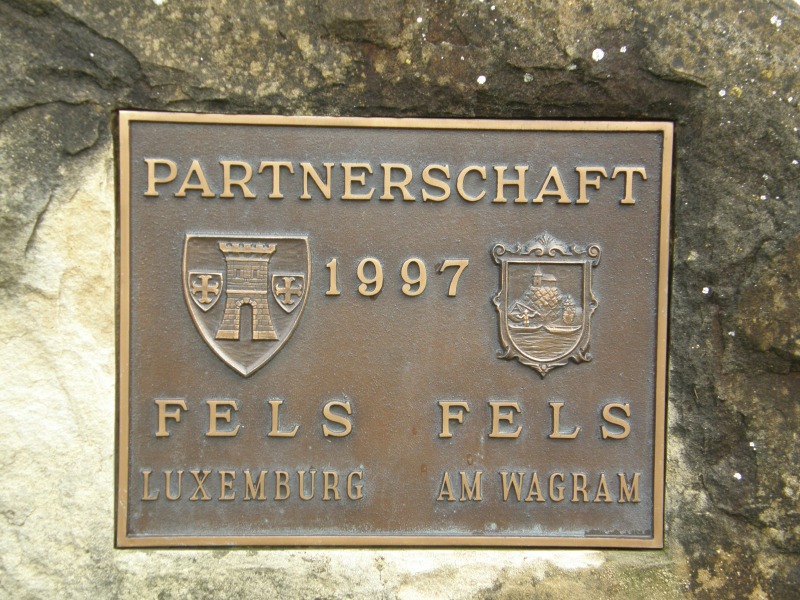 PARTNERSCHAFT
1997
FELS FELS
LUXEMBURG AM WAGRAM